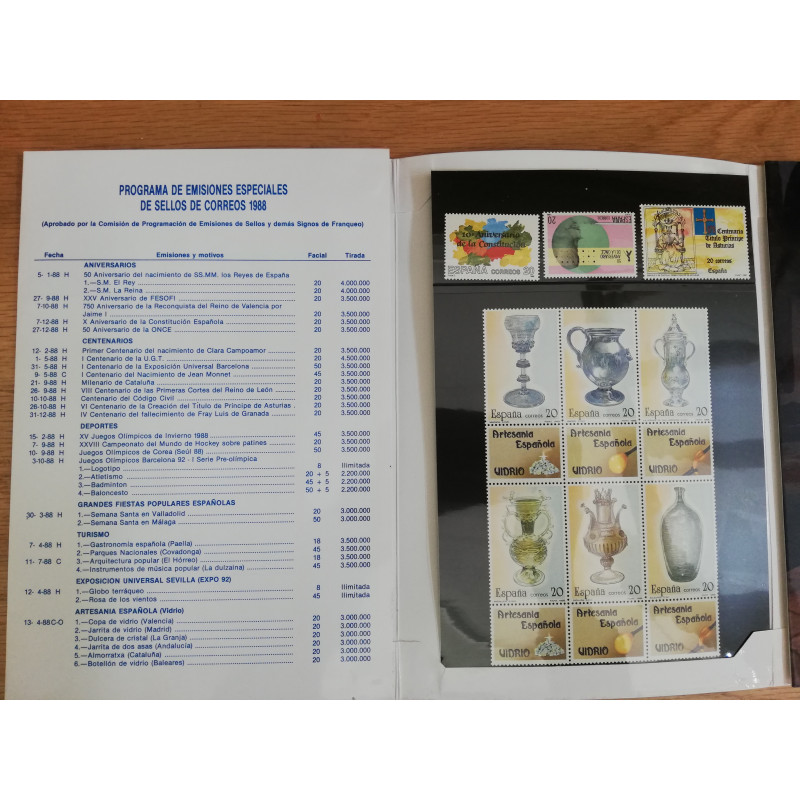 PROGRAMA DE EMISIONES ESPECIALES
DE SELLOS DE CORREOS 1988
(Aprobado por la Comisión de Programación de Emisiones de Sellos y demás Signos de Franqueo)
Fecha Emisiones y motivos Facial Tirada
ANIVERSARIOS
5- 1-88 H 50 Aniversario del nacimiento de SS.MM. los Reyes de España
1.—S.M. El Rey 20 4.000.000
2.—S.M. La Reina 20 4.000.000
27- 9-88 H XXV Aniversario de FESOFI 20 3.500.000
7-10-88 H 750 Aniversario de la Reconquista del Reino de Valencia por
Jaime I 20 3.500.000
7-12-88 H X Aniversario de la Constitución Española 20 3.500.000
27-12-88 H 50 Aniversario de la ONCE 20 3.500.000
CENTENARIOS
12- 2-88 H Primer Centenario del nacimiento de Clara Campoamor 20 3.500.000
1- 5-88 H I Centenario de la U.G.T. 20 4.500.000
31- 5-88 H I Centenario de la Exposición Universal Barcelona 50 3.500.000
9- 5-88 C I Centenario del Nacimiento de Jean Monnet 45 3.500.000
21- 9-88 H Milenario de Cataluña 20 3.500.000
26- 9-88 H VIII Centenario de las Primeras Cortes del Reino de León 20 3.500.000
10-10-88 H Centenario del Código Civil 20 3.500.000
26-10-88 H VI Centenario de la Creación del Título de Príncipe de Asturias 20 3.500.000
31-12-88 H IV Centenario del fallecimiento de Fray Luis de Granada 20 3.500.000
DEPORTES
15- 2-88 H XV Juegos Olímpicos de Invierno 1988 45 3.500.000
7- 9-88 H XXVIII Campeonato del Mundo de Hockey sobre patines 20 3.500.000
10- 9-88 H Juegos Olímpicos de Corea (Seúl 88) 50 3.500.000
3-10-88 H Juegos Olímpicos Barcelona 92 - I Serie Pre-olímpica
1.—Logotipo 8 Ilimitada
2.—Atletismo 20 + 5 2.200.000
3.—Badminton 45 + 5 2.200.000
4.—Baloncesto 50 + 5 2.200.000
GRANDES FIESTAS POPULARES ESPAÑOLAS
30- 3-88 H 1.—Semana Santa en Valladolid 20 3.000.000
2.—Semana Santa en Málaga 50 3.000.000
TURISMO
7- 4-88 H 1.—Gastronomía española (Paella) 18 3.500.000
2.—Parques Nacionales (Covadonga) 45 3.500.000
11- 7-88 C 3.—Arquitectura popular (El Hórreo) 18 3.500.000
4.—Instrumentos de música popular (La dulzaina) 45 3.500.000
EXPOSICION UNIVERSAL SEVILLA (EXPO 92)
12- 4-88 H 1.—Globo terráqueo 8 Ilimitada
2.—Rosa de los vientos 45 Ilimitada
ARTESANIA ESPAÑOLA (Vidrio)
13- 4-88 C-O 1.—Copa de vidrio (Valencia) 20 3.000.000
2.—Jarrita de vidrio (Madrid) 20 3.000.000
3.—Dulcera de cristal (La Granja) 20 3.000.000
4.—Jarrita de dos asas (Andalucía) 20 3.000.000
5.—Almorratxa (Cataluña) 20 3.000.000
6.—Botellón de vidrio (Baleares) 20 3.000.000
10º Aniversario
de la Constitución
ESPAÑA CORREOS 20
ESPAÑA
CORREOS
20
50 ANIVERSARIO
O.N.C.E.
Centenario
Título Príncipe
de Asturias
20 correos
España
España correos 20
España correos 20
España correos 20
Artesania
Española
VIDRIO
Artesania
Española
VIDRIO
Artesania
Española
VIDRIO
España correos 20
España correos 20
España correos 20
Artesania
Española
VIDRIO
Artesania
Española
VIDRIO
Artesania
Española
VIDRIO